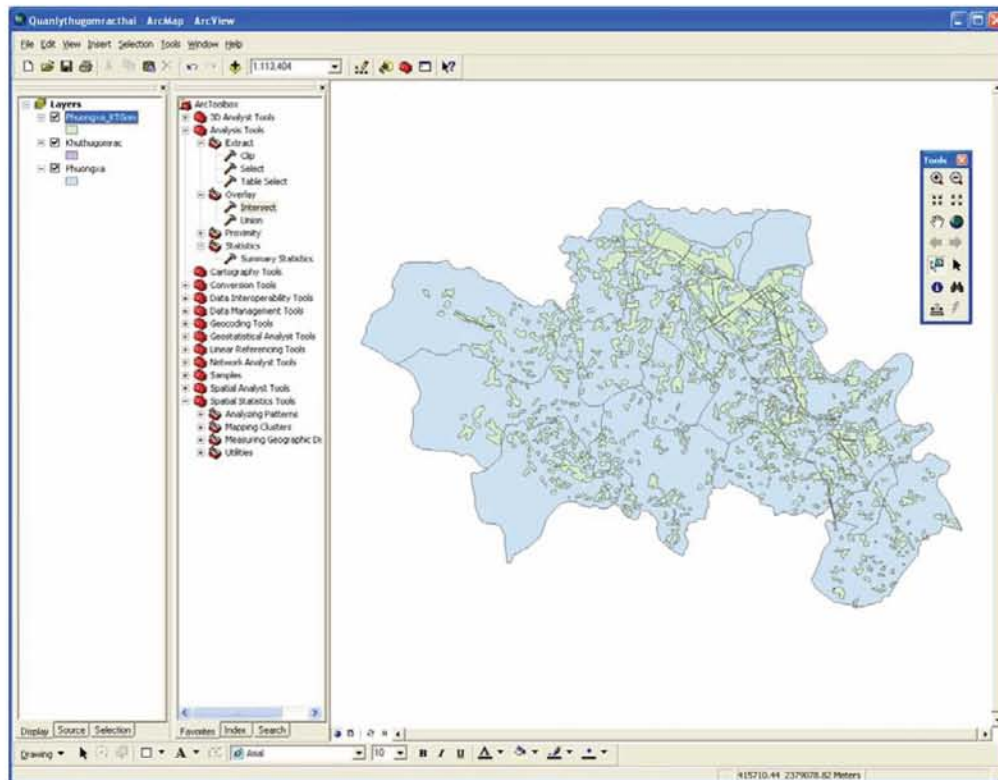 Quanlythugomracthai - ArcMap - ArcView
File Edit View Insert Selection Tools Window Help
1:113,404
Layers
Khuthugomrac
Phuongxa
ArcToolbox
3D Analyst Tools
Analysis Tools
Extract
Clip
Select
Table Select
Overlay
Intersect
Union
Proximity
Statistics
Summary Statistics
Cartography Tools
Conversion Tools
Data Interoperability Tools
Data Management Tools
Geocoding Tools
Geostatistical Analyst Tools
Linear Referencing Tools
Network Analyst Tools
Samples
Spatial Analyst Tools
Spatial Statistics Tools
Analyzing Patterns
Mapping Clusters
Measuring Geographic Di
Utilities
Tools
Display Source Selection
Favorites Index Search
Drawing A Arial 10 B I U A
415710.44 2379078.82 Meters